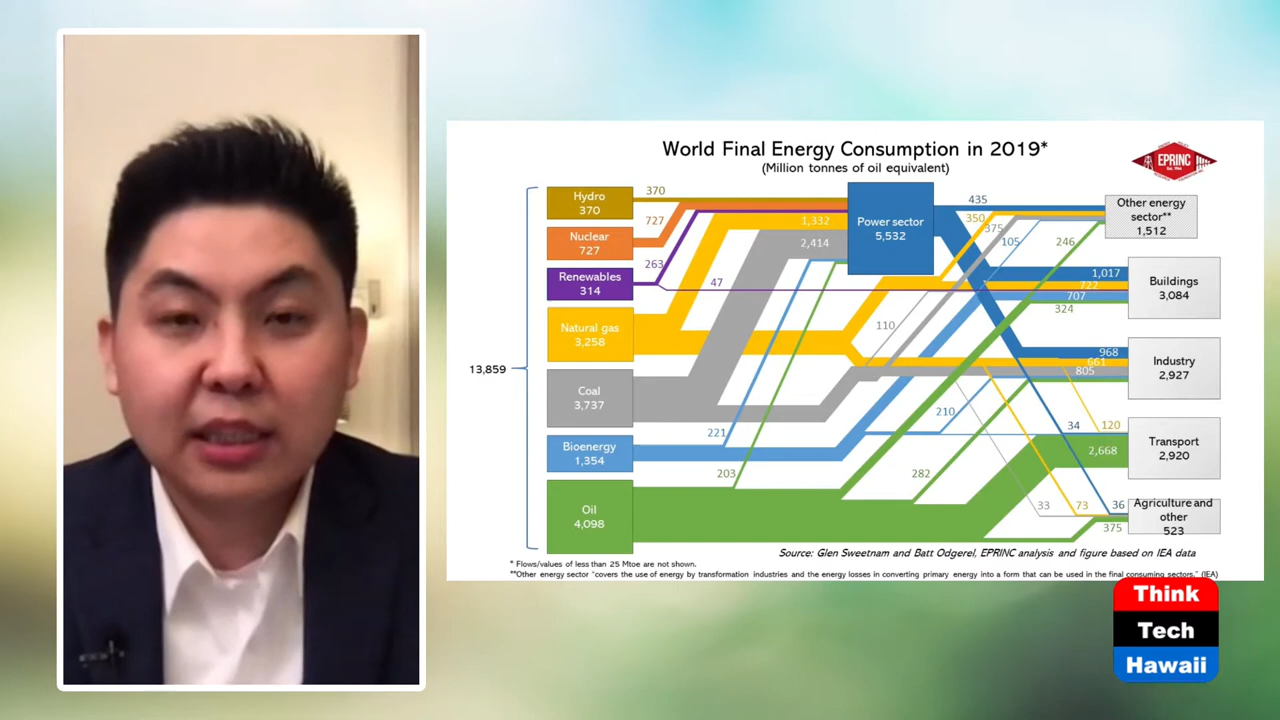 World Final Energy Consumption in 2019*
(Million tonnes of oil equivalent)
EPRINC
Hydro
370
Nuclear
727
Renewables
314
Natural gas
3,258
Coal
3,737
Bioenergy
1,354
Oil
4,098
13,859
370
727
263
47
1,332
2,414
221
203
Power sector
5,532
435
350
375
105
246
110
210
282
1,017
722
707
324
968
661
805
34
120
2,668
33
73
36
375
Other energy
sector**
1,512
Buildings
3,084
Industry
2,927
Transport
2,920
Agriculture and
other
523
Source: Glen Sweetnam and Batt Odgerel, EPRINC analysis and figure based on IEA data
* Flows/values of less than 25 Mtoe are not shown.
**Other energy sector "covers the use of energy by transformation industries and the energy losses in converting primary energy into a form that can be used in the final consuming sectors." (IEA)
Think
Tech
Hawaii